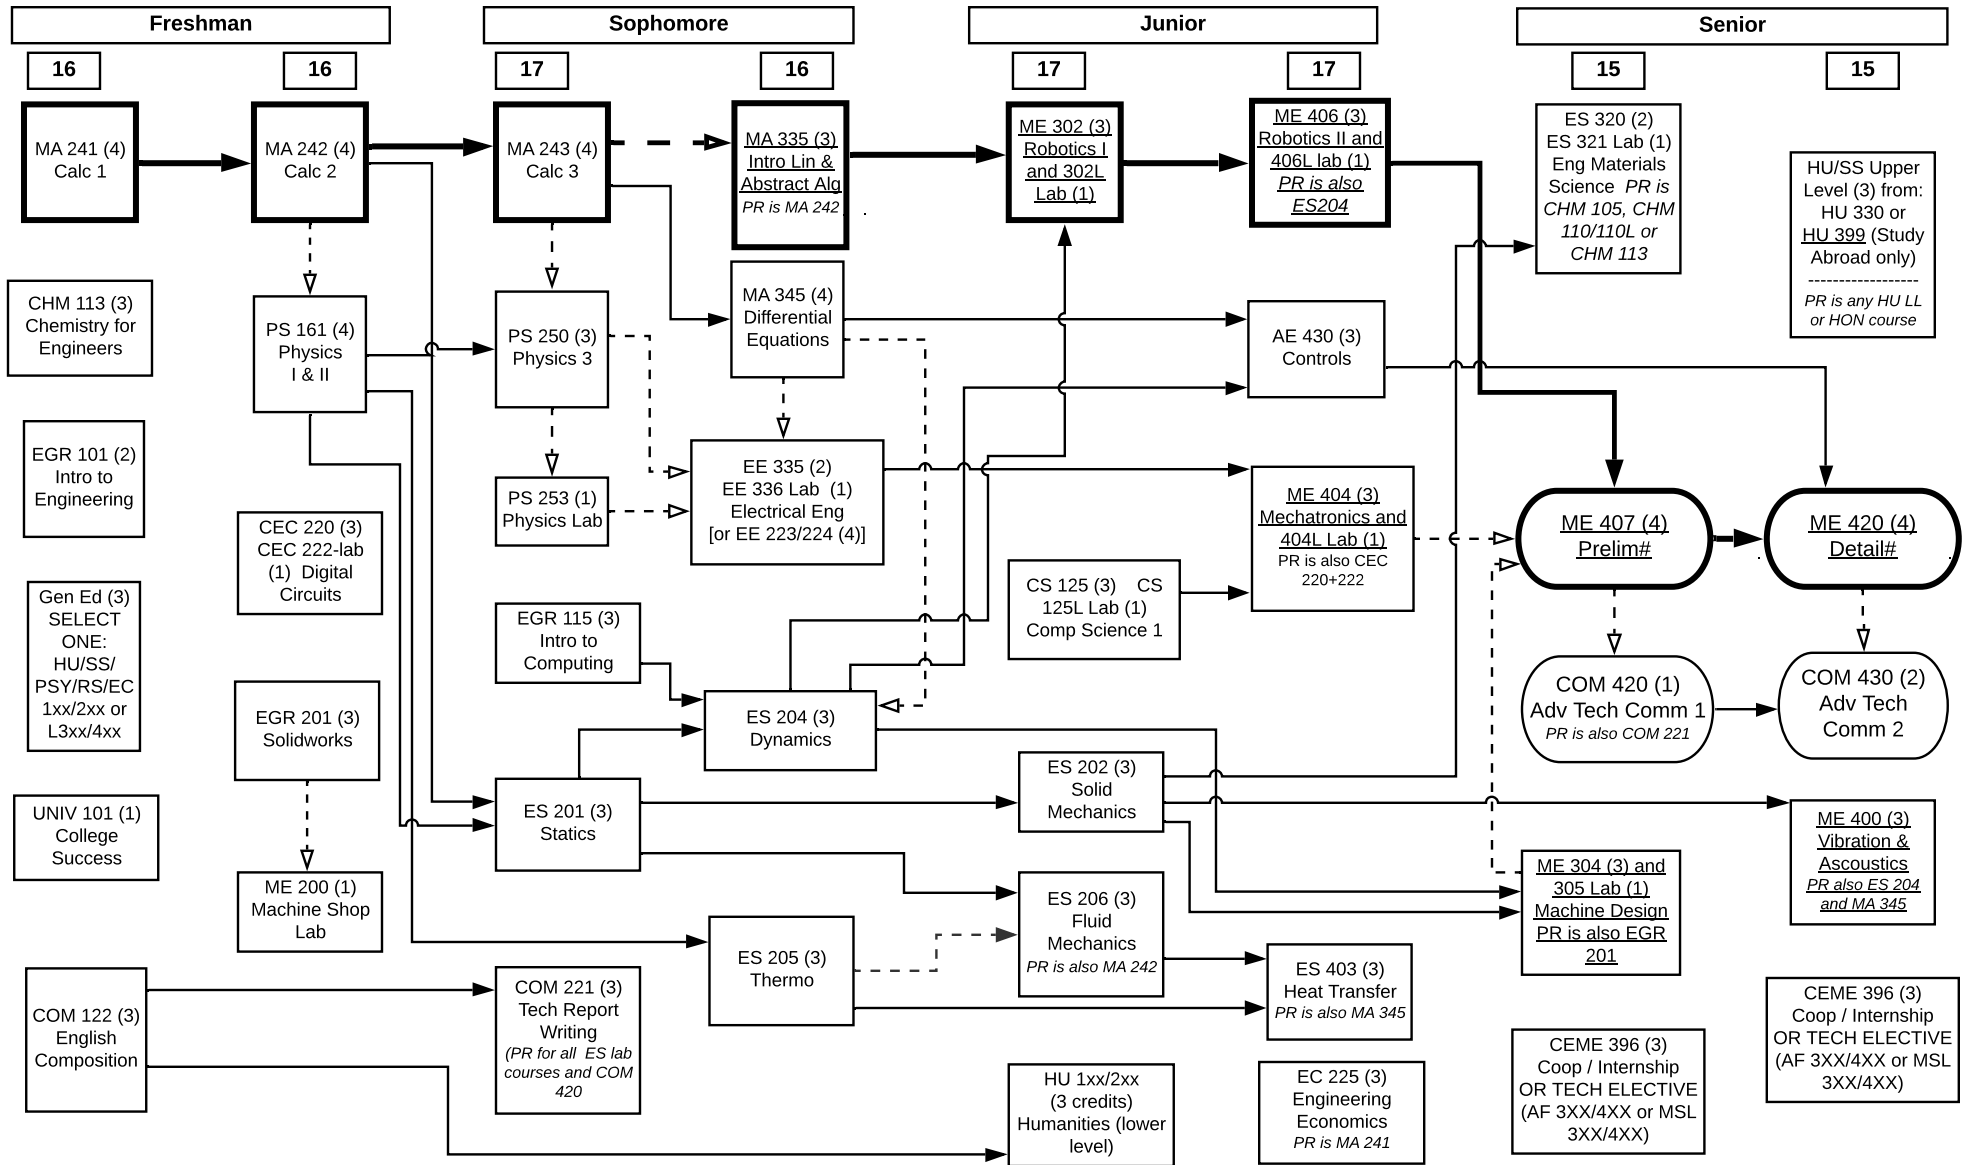 Freshman
Sophomore
Junior
Senior
16
16
17
16
17
17
15
15
MA 241 (4)
Calc 1
CHM 113 (3)
Chemistry for
Engineers
EGR 101 (2)
Intro to
Engineering
Gen Ed (3)
SELECT
ONE:
HU/SS/
PSY/RS/EC
1xx/2xx or
L3xx/4xx
UNIV 101 (1)
College
Success
COM 122 (3)
English
Composition
MA 242 (4)
Calc 2
PS 161 (4)
Physics
I & II
CEC 220 (3)
CEC 222-lab
(1)  Digital
Circuits
EGR 201 (3)
Solidworks
ME 200 (1)
Machine Shop
Lab
MA 243 (4)
Calc 3
PS 250 (3)
Physics 3
PS 253 (1)
Physics Lab
EGR 115 (3)
Intro to
Computing
ES 201 (3)
Statics
COM 221 (3)
Tech Report
Writing
(PR for all  ES lab
courses and COM
420
MA 335 (3)
Intro Lin &
Abstract Alg
PR is MA 242
MA 345 (4)
Differential
Equations
EE 335 (2)
EE 336 Lab  (1)
Electrical Eng
[or EE 223/224 (4)]
ES 204 (3)
Dynamics
ES 205 (3)
Thermo
ME 302 (3)
Robotics I
and 302L
Lab (1)
CS 125 (3)    CS
125L Lab (1)
Comp Science 1
ES 202 (3)
Solid
Mechanics
ES 206 (3)
Fluid
Mechanics
PR is also MA 242
HU 1xx/2xx
(3 credits)
Humanities (lower
level)
ME 406 (3)
Robotics II and
406L lab (1)
PR is also
ES204
AE 430 (3)
Controls
ME 404 (3)
Mechatronics and
404L Lab (1)
PR is also CEC
220+222
ES 403 (3)
Heat Transfer
PR is also MA 345
EC 225 (3)
Engineering
Economics
PR is MA 241
ES 320 (2)
ES 321 Lab (1)
Eng Materials
Science  PR is
CHM 105, CHM
110/110L or
CHM 113
ME 407 (4)
Prelim#
COM 420 (1)
Adv Tech Comm 1
PR is also COM 221
ME 304 (3) and
305 Lab (1)
Machine Design
PR is also EGR
201
CEME 396 (3)
Coop / Internship
OR TECH ELECTIVE
(AF 3XX/4XX or MSL
3XX/4XX)
HU/SS Upper
Level (3) from:
HU 330 or
HU 399 (Study
Abroad only)
------------------
PR is any HU LL
or HON course
ME 420 (4)
Detail#
COM 430 (2)
Adv Tech
Comm 2
ME 400 (3)
Vibration &
Ascoustics
PR also ES 204
and MA 345
CEME 396 (3)
Coop / Internship
OR TECH ELECTIVE
(AF 3XX/4XX or MSL
3XX/4XX)